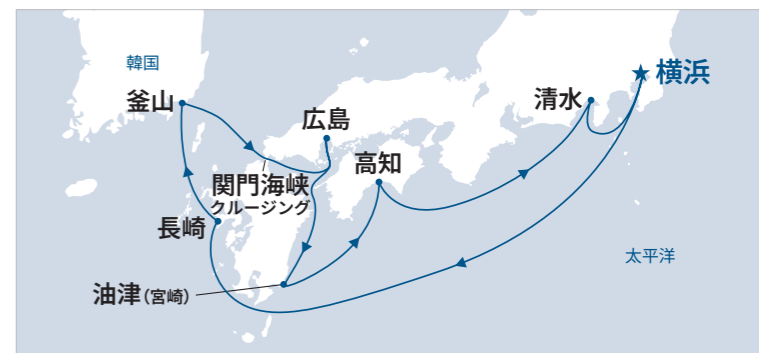 韓国
釜山
横浜
清水
広島
高知
関門海峡
クルージング
長崎
太平洋
油津(宮崎)